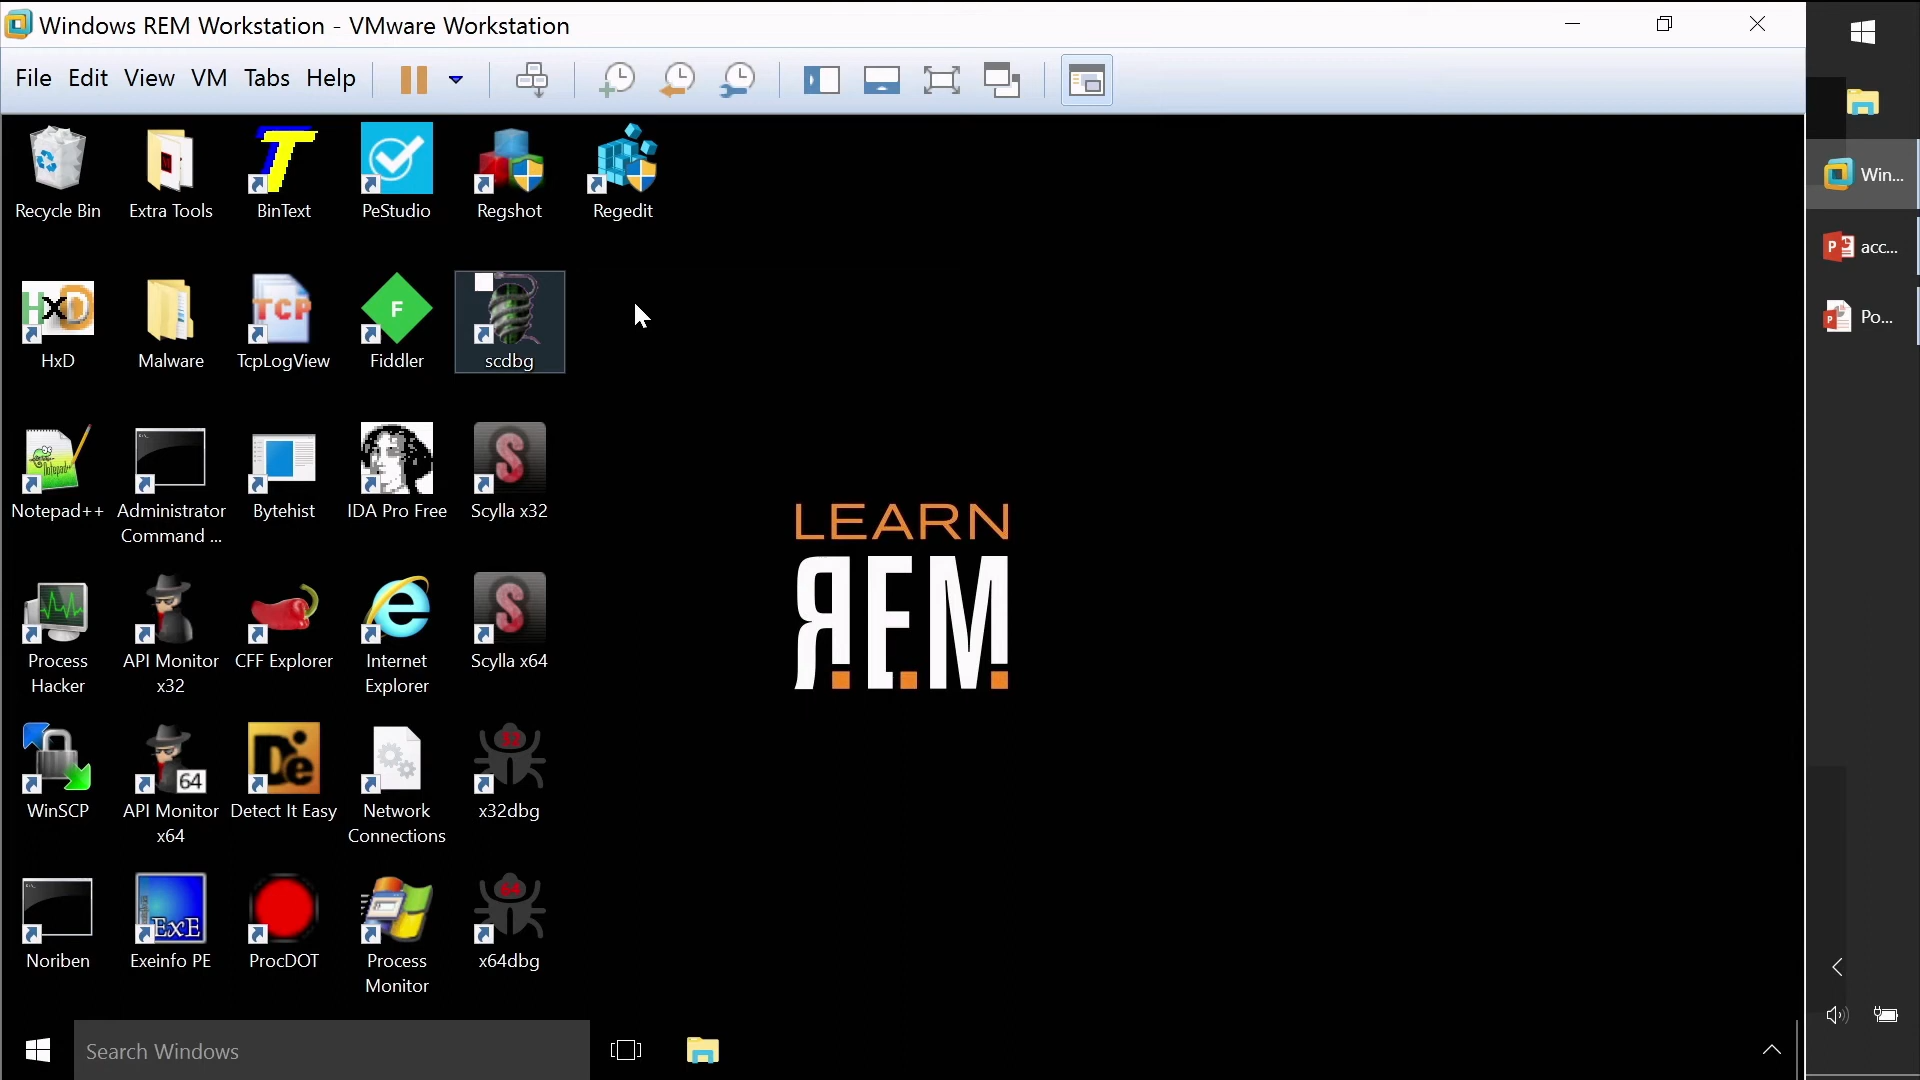 Windows REM Workstation - VMware Workstation
File Edit View VM Tabs Help
Recycle Bin
Extra Tools
BinText
PeStudio
Regshot
Regedit
HxD
Malware
TcpLogView
Fiddler
scdbg
Notepad++
Administrator
Command ...
Bytehist
IDA Pro Free
Scylla x32
Process
Hacker
API Monitor
x32
CFF Explorer
Internet
Explorer
Scylla x64
WinSCP
API Monitor
x64
Detect It Easy
Network
Connections
x32dbg
Noriben
Exeinfo PE
ProcDOT
Process
Monitor
x64dbg
LEARN
REM
Search Windows
Win...
acc...
Po...